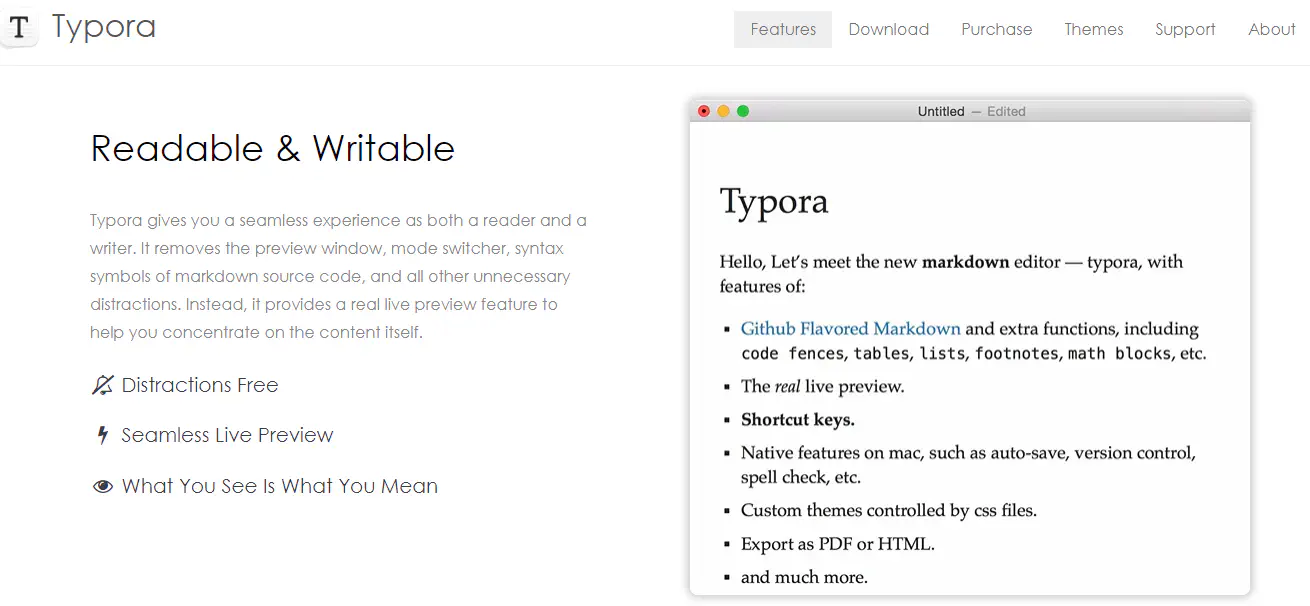 T Typora
Features Download Purchase Themes Support About
Readable & Writable
Typora gives you a seamless experience as both a reader and a
writer. It removes the preview window, mode switcher, syntax
symbols of markdown source code, and all other unnecessary
distractions. Instead, it provides a real live preview feature to
help you concentrate on the content itself.
Distractions Free
Seamless Live Preview
What You See Is What You Mean
Untitled — Edited
Typora
Hello, Let's meet the new markdown editor — typora, with
features of:
▪ Github Flavored Markdown and extra functions, including
code fences, tables, lists, footnotes, math blocks, etc.
▪ The real live preview.
▪ Shortcut keys.
▪ Native features on mac, such as auto-save, version control,
spell check, etc.
▪ Custom themes controlled by css files.
▪ Export as PDF or HTML.
▪ and much more.